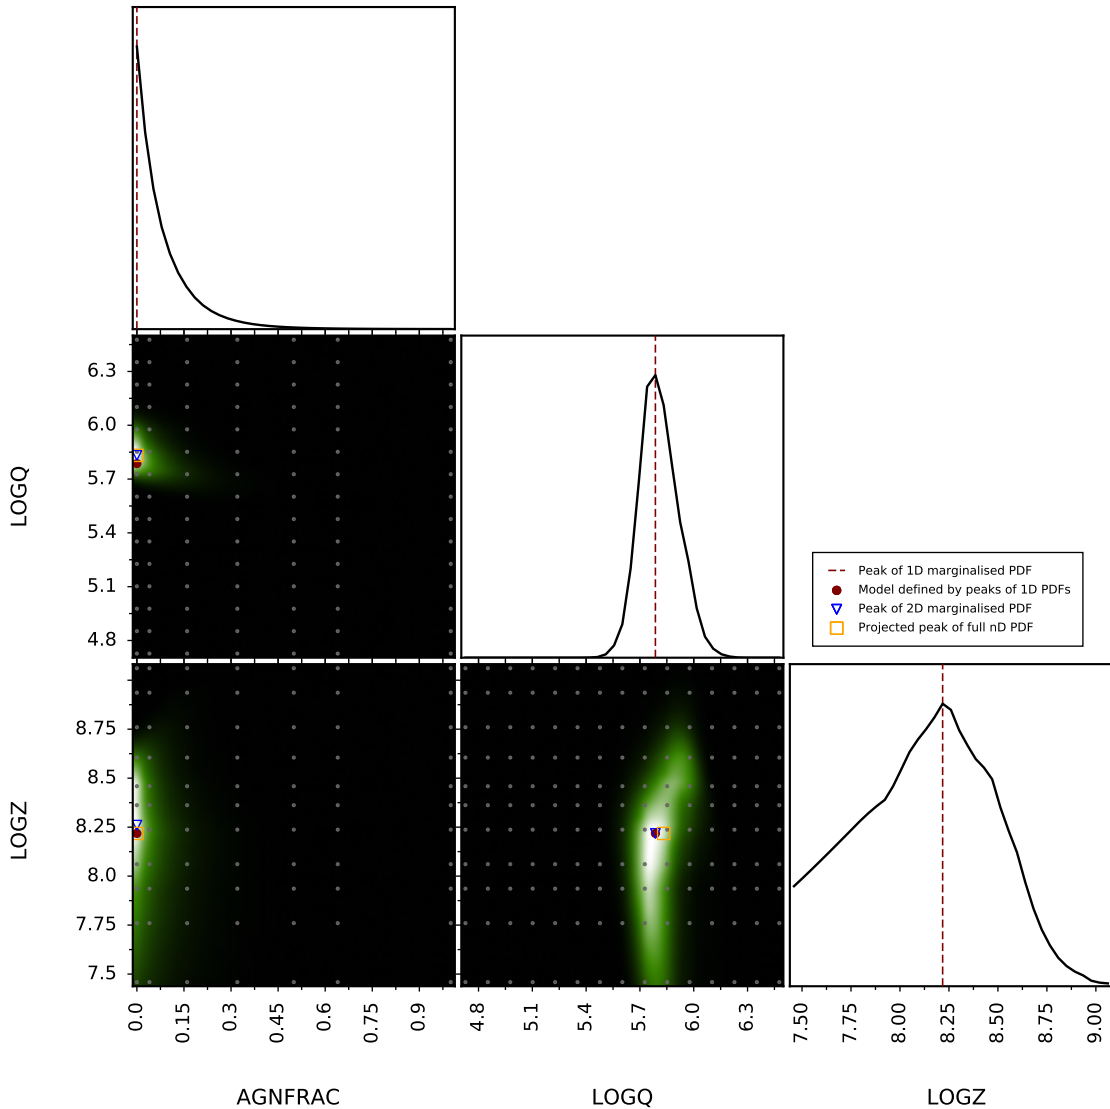 6.3
6.0
5.7
5.4
5.1
4.8
LOGQ
Peak of 1D marginalised PDF
Model defined by peaks of 1D PDFs
Peak of 2D marginalised PDF
Projected peak of full nD PDF
8.75
8.5
8.25
8.0
7.75
7.5
LOGZ
0.0 0.15 0.3 0.45 0.6 0.75 0.9
4.8 5.1 5.4 5.7 6.0 6.3
7.50 7.75 8.00 8.25 8.50 8.75 9.00
AGNFRAC LOGQ LOGZ